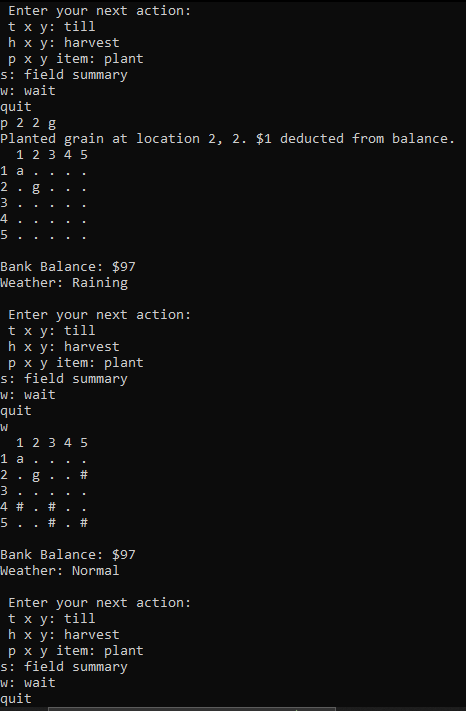 Enter your next action:
 t x y: till
 h x y: harvest
 p x y item: plant
s: field summary
w: wait
quit
p 2 2 g
Planted grain at location 2, 2. $1 deducted from balance.
  1 2 3 4 5
1 a . . . .
2 . g . . .
3 . . . . .
4 . . . . .
5 . . . . .

Bank Balance: $97
Weather: Raining

 Enter your next action:
 t x y: till
 h x y: harvest
 p x y item: plant
s: field summary
w: wait
quit
w
  1 2 3 4 5
1 a . . . .
2 . g . . #
3 . . . . .
4 # . # . .
5 . . # . #

Bank Balance: $97
Weather: Normal

 Enter your next action:
 t x y: till
 h x y: harvest
 p x y item: plant
s: field summary
w: wait
quit